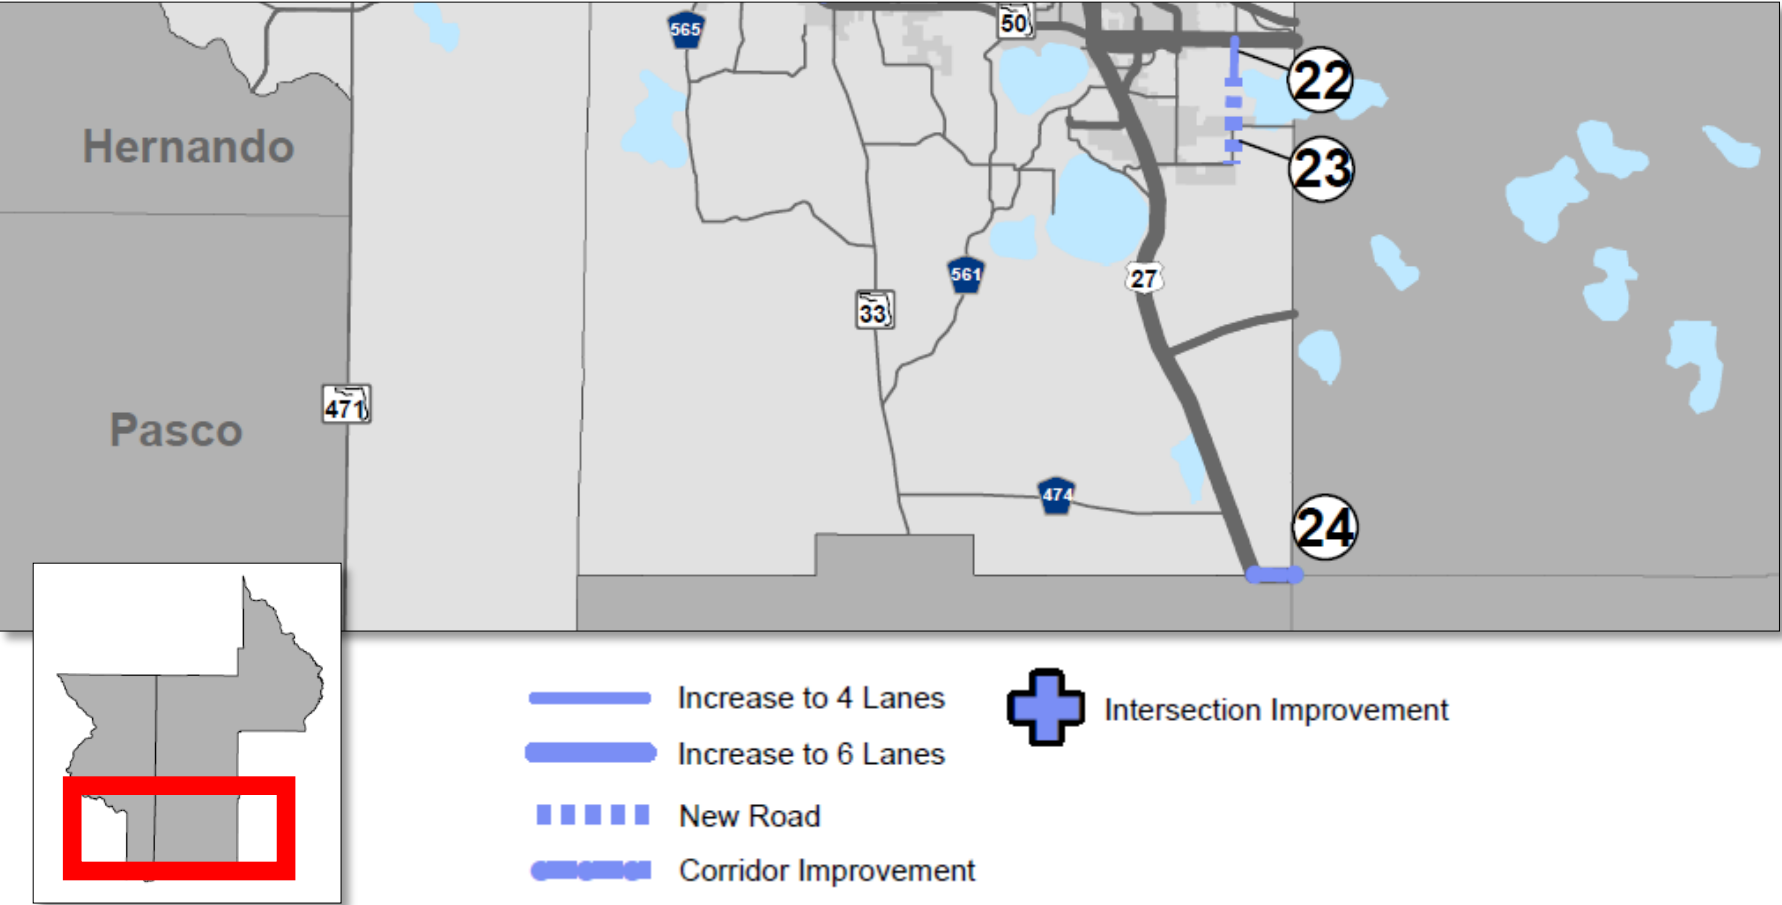 565
50
22
Hernando
23
561
27
33
471
Pasco
474
24
Increase to 4 Lanes
Intersection Improvement
Increase to 6 Lanes
New Road
Corridor Improvement